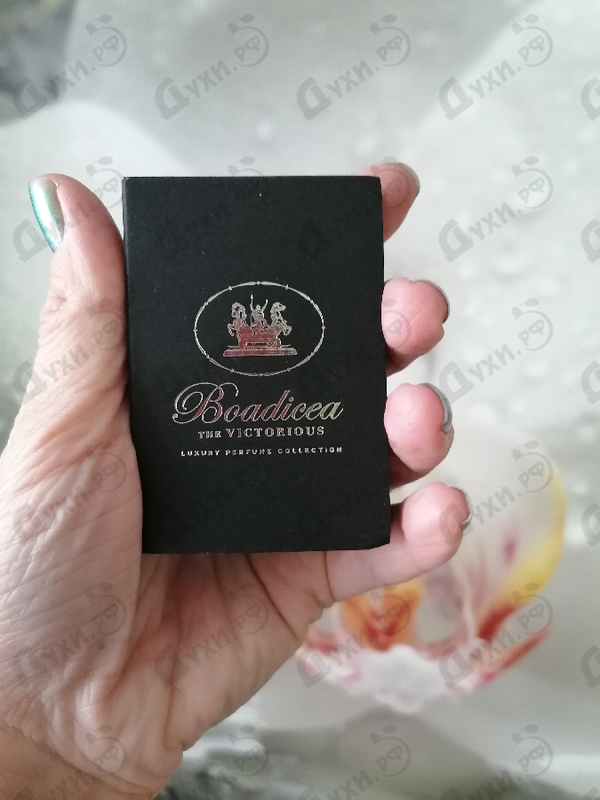 Boadicea
THE VICTORIOUS
LUXURY PERFUME COLLECTION
Духи.РФ